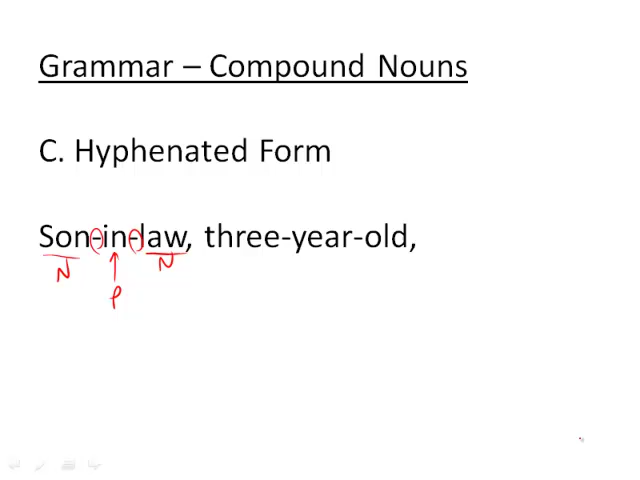 Grammar – Compound Nouns
C. Hyphenated Form
Son-in-law, three-year-old,
N N
P